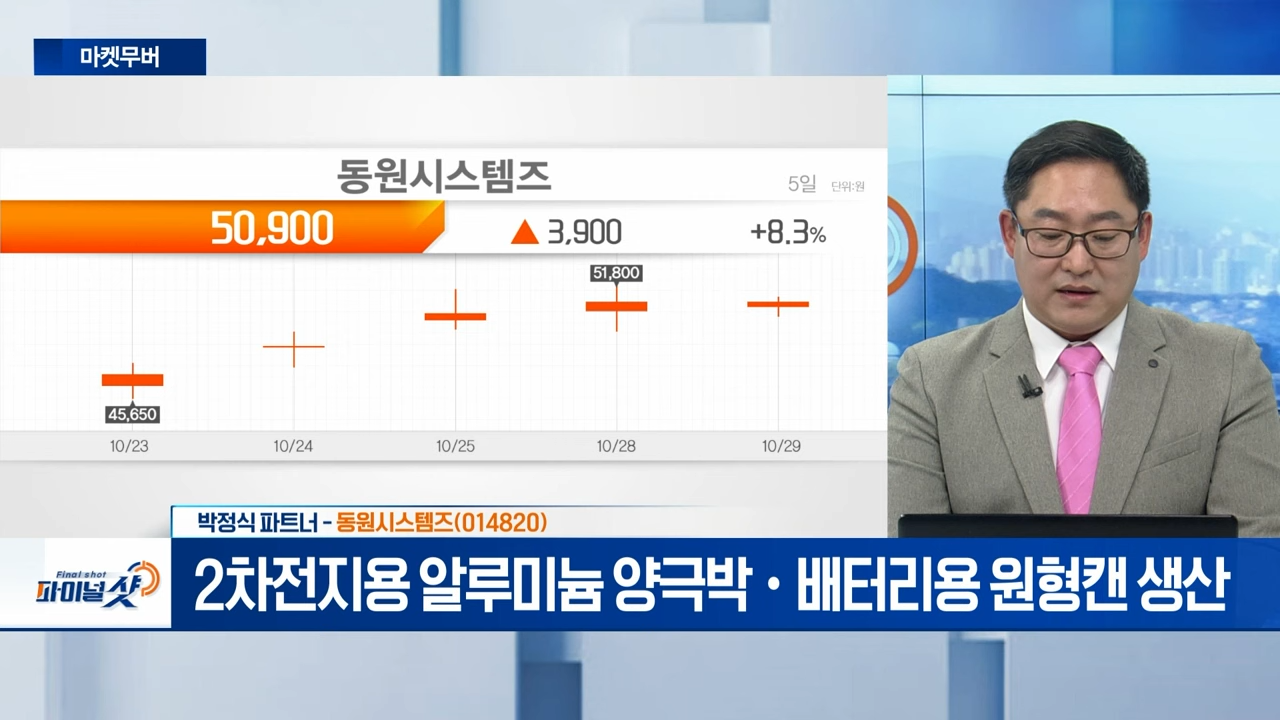 마켓무버
동원시스템즈
5일 단위:원
50,900 ▲ 3,900 +8.3%
51,800
45,650
10/23 10/24 10/25 10/28 10/29
박정식 파트너 - 동원시스템즈(014820)
Final shot
파이널샷
2차전지용 알루미늄 양극박·배터리용 원형캔 생산